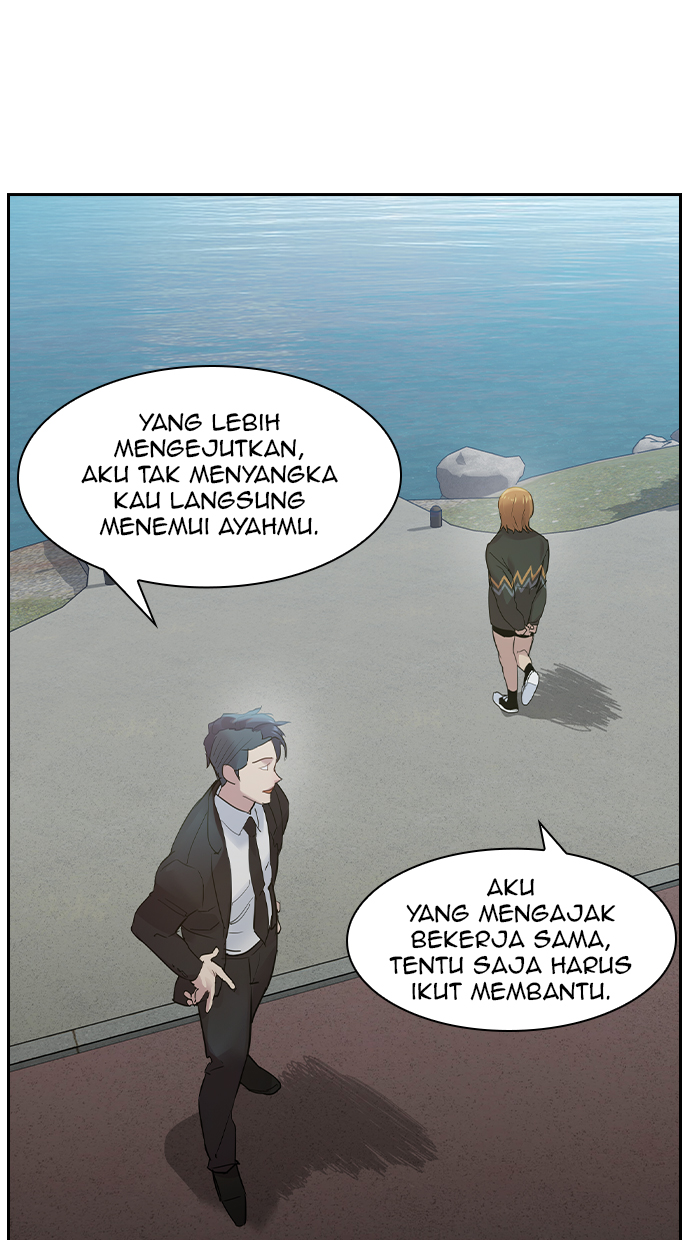 YANG LEBIH
MENGEJUTKAN,
AKU TAK MENYANGKA
KAU LANGSUNG
MENEMUI AYAHMU.
AKU
YANG MENGAJAK
BEKERJA SAMA,
TENTU SAJA HARUS
IKUT MEMBANTU.